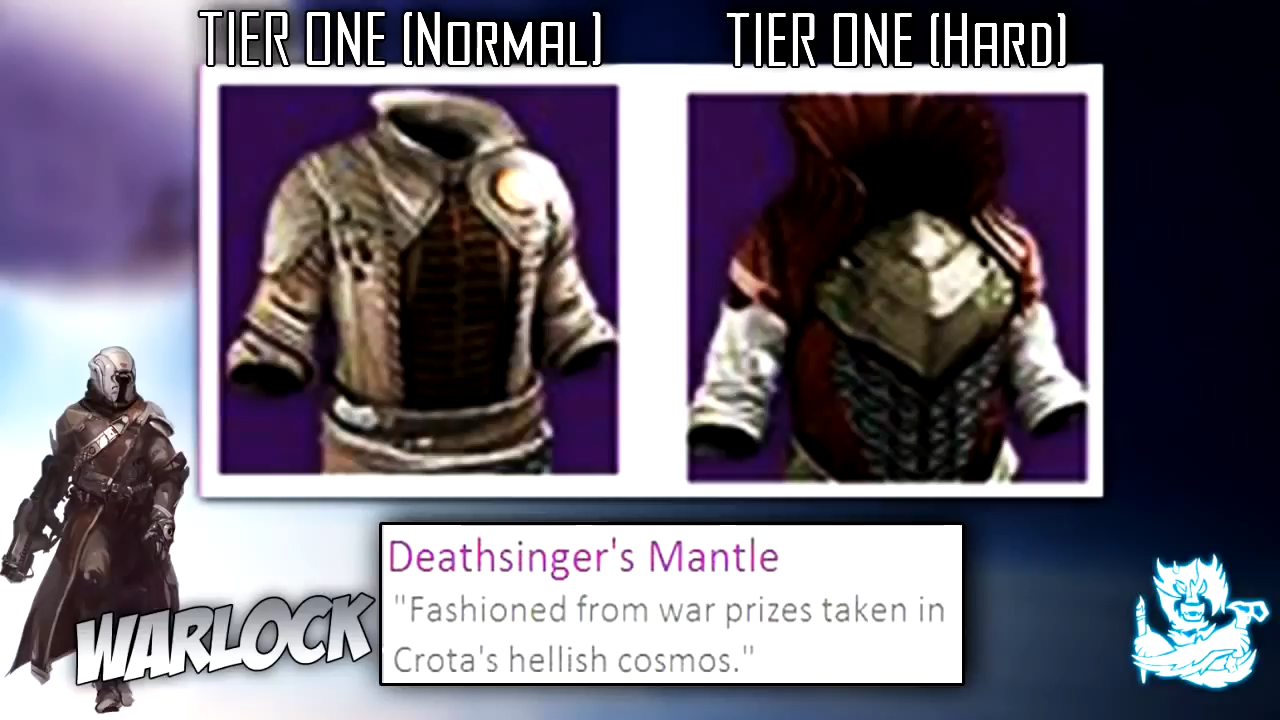 TIER ONE (NORMAL)
TIER ONE (HARD)
Deathsinger's Mantle
"Fashioned from war prizes taken in
Crota's hellish cosmos."
WARLOCK